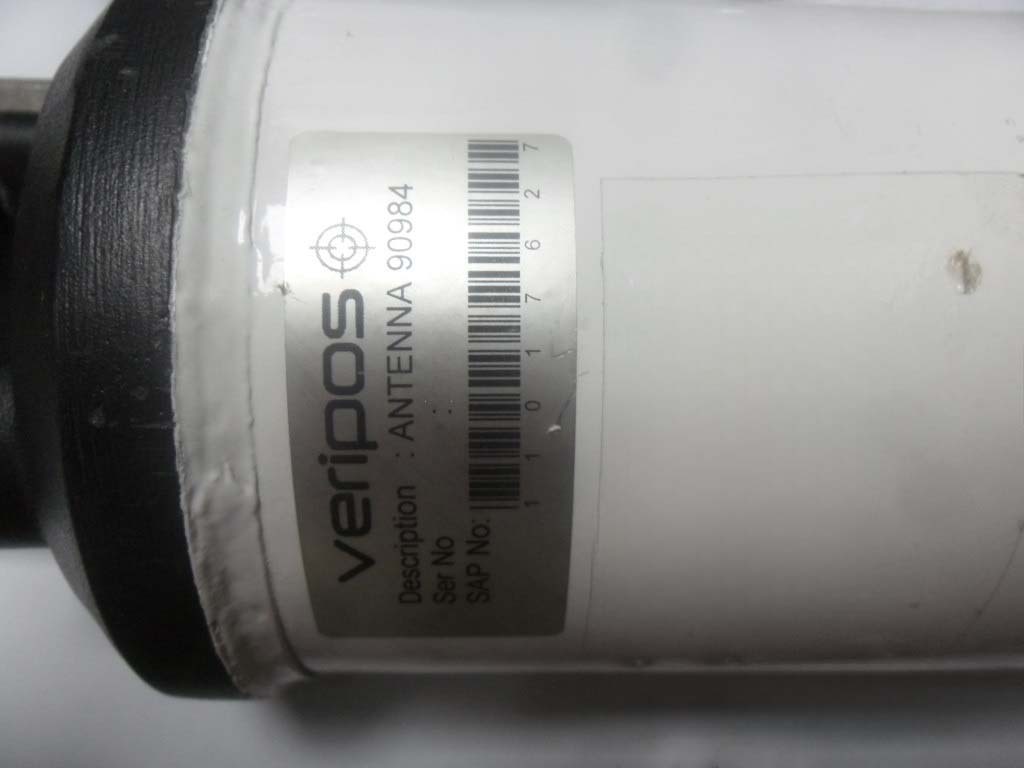 veripos
Description : ANTENNA 90984
Ser No :
SAP No:
1 1 0 1 7 6 2 7